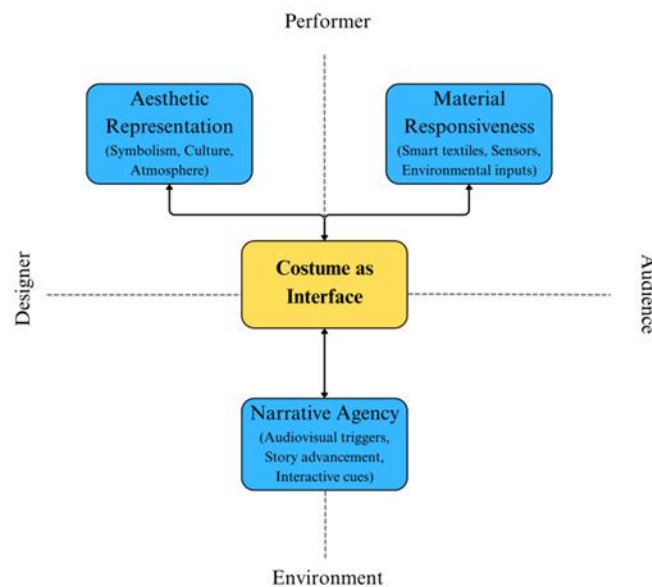 Performer
Aesthetic
Representation
(Symbolism, Culture,
Atmosphere)
Material
Responsiveness
(Smart textiles, Sensors,
Environmental inputs)
Designer
Costume as
Interface
Audience
Narrative Agency
(Audiovisual triggers,
Story advancement,
Interactive cues)
Environment